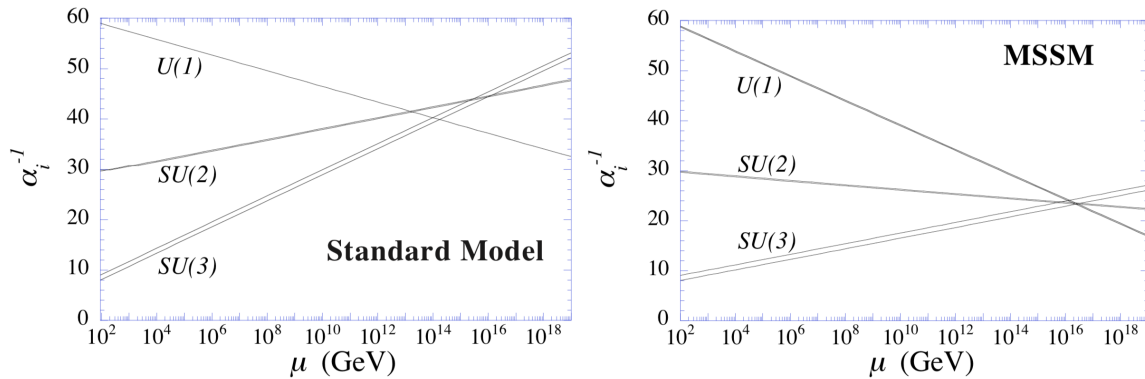 60
50
40
30
20
10
0
α_i^{-1}
U(1)
SU(2)
SU(3)
Standard Model
10^2 10^4 10^6 10^8 10^10 10^12 10^14 10^16 10^18
μ (GeV)
60
50
40
30
20
10
0
α_i^{-1}
MSSM
U(1)
SU(2)
SU(3)
10^2 10^4 10^6 10^8 10^10 10^12 10^14 10^16 10^18
μ (GeV)